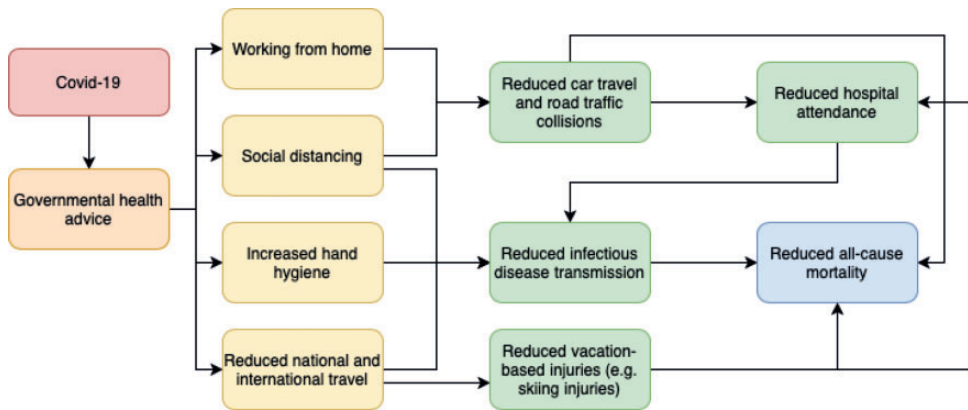 Covid-19
Governmental health
advice
Working from home
Social distancing
Increased hand
hygiene
Reduced national and
international travel
Reduced car travel
and road traffic
collisions
Reduced infectious
disease transmission
Reduced vacation-
based injuries (e.g.
skiing injuries)
Reduced hospital
attendance
Reduced all-cause
mortality